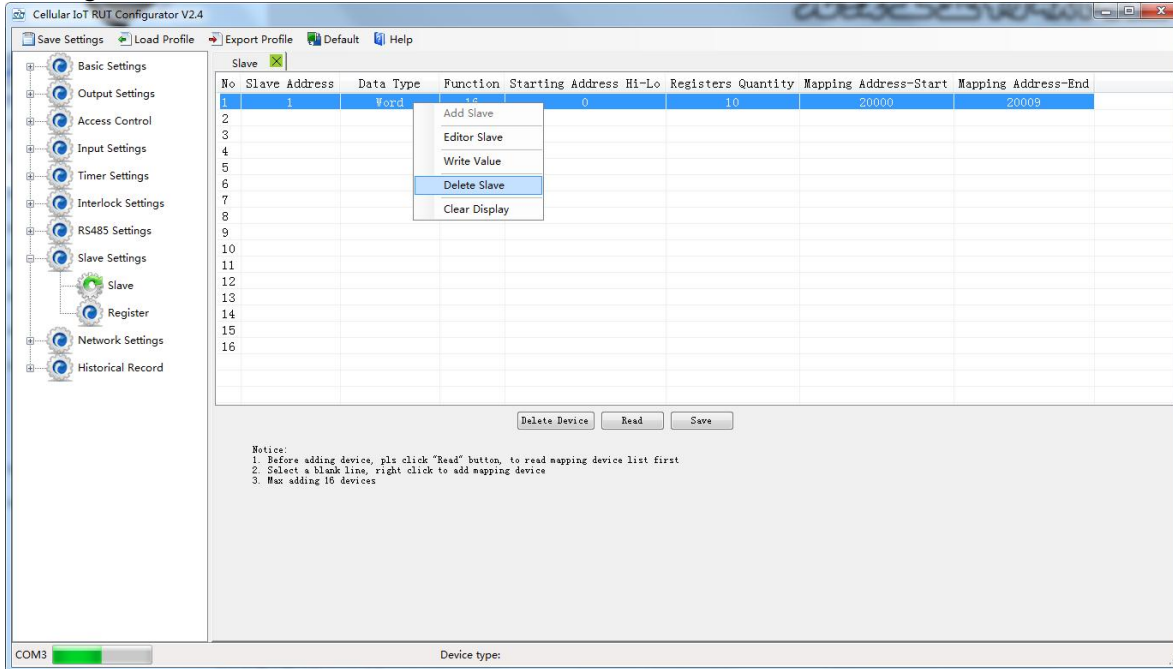 Cellular IoT RUT Configurator V2.4
Save Settings Load Profile Export Profile Default Help
Basic Settings
Output Settings
Access Control
Input Settings
Timer Settings
Interlock Settings
RS485 Settings
Slave Settings
Slave
Register
Network Settings
Historical Record
Slave
No Slave Address Data Type Function Starting Address Hi-Lo Registers Quantity Mapping Address-Start Mapping Address-End
1 1 Word 16 0 10 20000 20009
2
3
4
5
6
7
8
9
10
11
12
13
14
15
16
Add Slave
Editor Slave
Write Value
Delete Slave
Clear Display
Delete Device Read Save
Notice:
1. Before adding device, pls click "Read" button, to read mapping device list first
2. Select a blank line, right click to add mapping device
3. Max adding 16 devices
COM3 Device type: